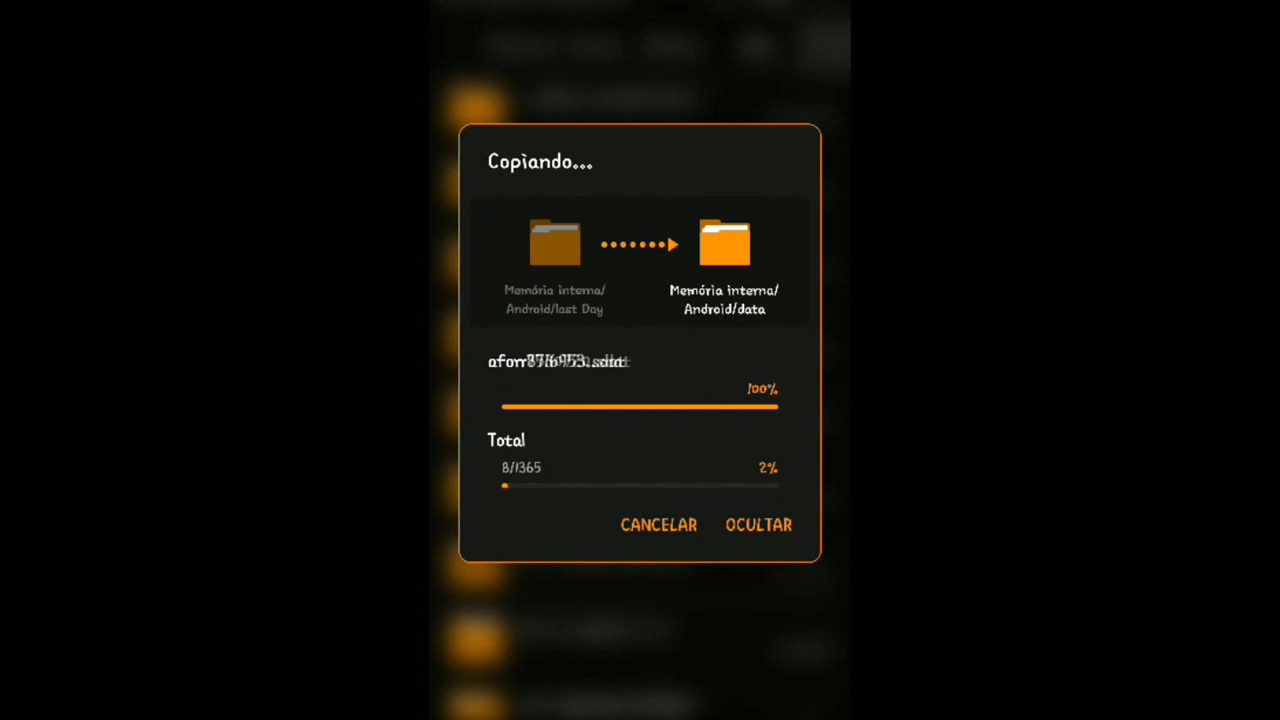 Copiando...
Memória interna/
Android/last Day
Memória interna/
Android/data
100%
Total
8/1365
2%
CANCELAR OCULTAR